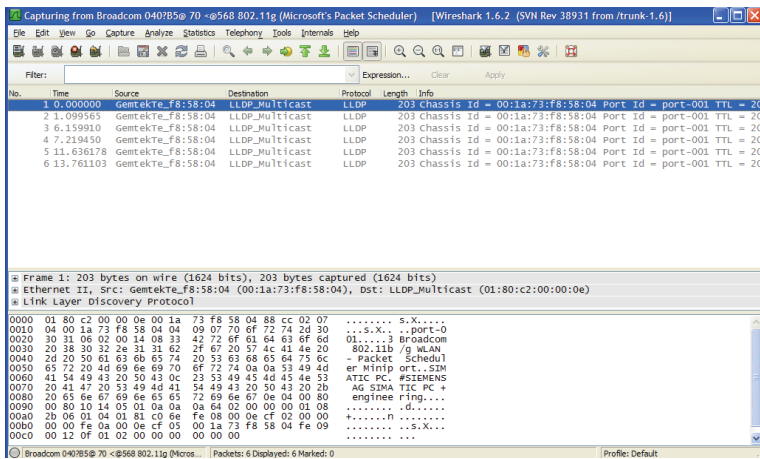 Capturing from Broadcom 040?B5@ 70 <@568 802.11g (Microsoft's Packet Scheduler) [Wireshark 1.6.2 (SVN Rev 38931 from /trunk-1.6)]
File Edit View Go Capture Analyze Statistics Telephony Tools Internals Help
Filter: Expression... Clear Apply
No. Time Source Destination Protocol Length Info
1 0.000000 GemtekTe_f8:58:04 LLDP_Multicast LLDP 203 Chassis Id = 00:1a:73:f8:58:04 Port Id = port-001 TTL = 20
2 1.099565 GemtekTe_f8:58:04 LLDP_Multicast LLDP 203 Chassis Id = 00:1a:73:f8:58:04 Port Id = port-001 TTL = 20
3 6.159910 GemtekTe_f8:58:04 LLDP_Multicast LLDP 203 Chassis Id = 00:1a:73:f8:58:04 Port Id = port-001 TTL = 20
4 7.219450 GemtekTe_f8:58:04 LLDP_Multicast LLDP 203 Chassis Id = 00:1a:73:f8:58:04 Port Id = port-001 TTL = 20
5 11.636178 GemtekTe_f8:58:04 LLDP_Multicast LLDP 203 Chassis Id = 00:1a:73:f8:58:04 Port Id = port-001 TTL = 20
6 13.761103 GemtekTe_f8:58:04 LLDP_Multicast LLDP 203 Chassis Id = 00:1a:73:f8:58:04 Port Id = port-001 TTL = 20
Frame 1: 203 bytes on wire (1624 bits), 203 bytes captured (1624 bits)
Ethernet II, Src: GemtekTe_f8:58:04 (00:1a:73:f8:58:04), Dst: LLDP_Multicast (01:80:c2:00:00:0e)
Link Layer Discovery Protocol
0000 01 80 c2 00 00 0e 00 1a 73 f8 58 04 88 cc 02 07 ........ s.X.....
0010 04 00 1a 73 f8 58 04 04 09 07 70 6f 72 74 2d 30 ...s.X.. ..port-0
0020 30 31 06 02 00 14 08 33 42 72 6f 61 64 63 6f 6d 01.....3 Broadcom
0030 20 38 30 32 2e 31 31 62 2f 67 20 57 4c 41 4e 20 802.11b /g WLAN
0040 2d 20 50 61 63 6b 65 74 20 53 63 68 65 64 75 6c - Packet Schedul
0050 65 72 20 4d 69 6e 69 70 6f 72 74 0a 0a 53 49 4d er Minip ort..SIM
0060 41 54 49 43 20 50 43 0c 23 53 49 45 4d 45 4e 53 ATIC PC. #SIEMENS
0070 20 41 47 20 53 49 4d 41 54 49 43 20 50 43 20 2b AG SIMA TIC PC +
0080 20 65 6e 67 69 6e 65 65 72 69 6e 67 0e 04 00 80 enginee ring....
0090 00 80 10 14 05 01 0a 0a 0a 64 02 00 00 00 01 08 ........ .d......
00a0 2b 06 01 04 01 81 c0 6e fe 08 00 0e cf 02 00 00 +......n ........
00b0 00 00 fe 0a 00 0e cf 05 00 1a 73 f8 58 04 fe 09 ........ ..s.X...
00c0 00 12 0f 01 02 00 00 00 00 00 00 ........ ...
Broadcom 040?B5@ 70 <@568 802.11g (Micros... Packets: 6 Displayed: 6 Marked: 0 Profile: Default